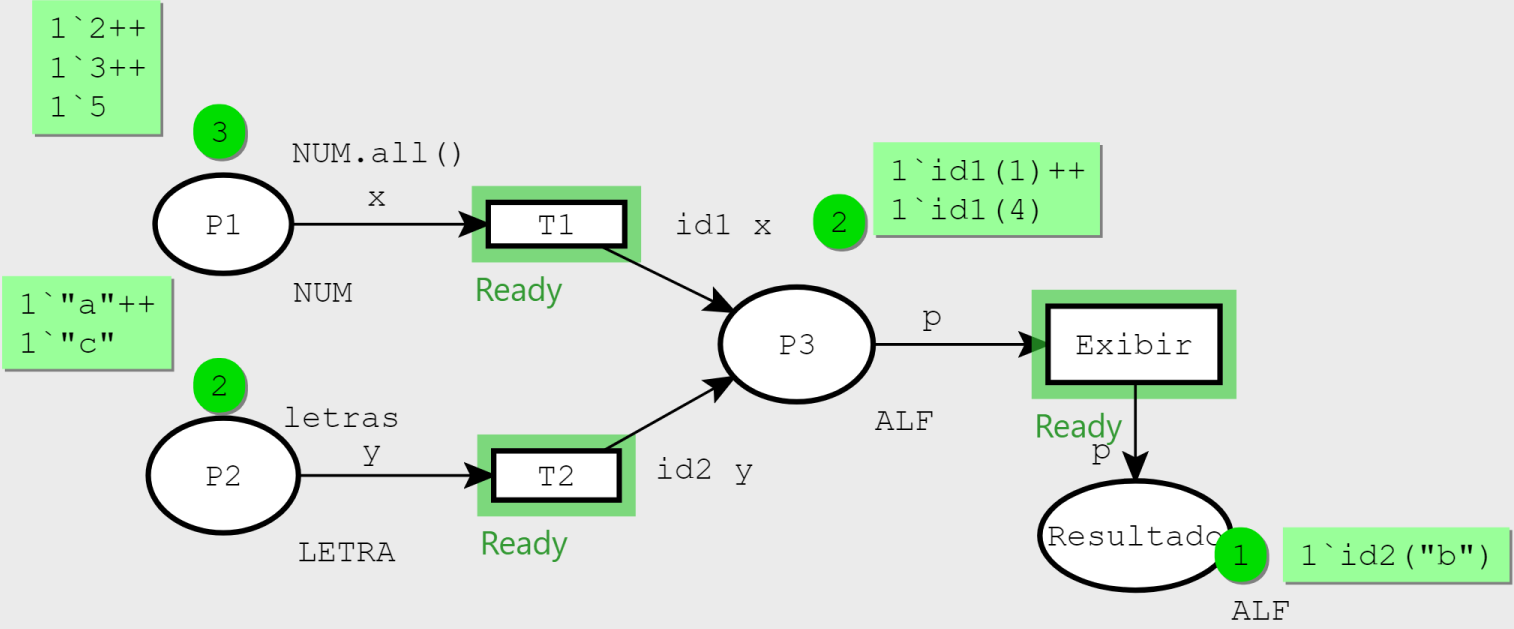 1`2++
1`3++
1`5
3
NUM.all()
x
P1
T1
id1 x
NUM
Ready
2
1`id1(1)++
1`id1(4)
1`"a"++
1`"c"
2
letras
y
P2
T2
id2 y
LETRA
Ready
P3
p
Exibir
ALF
Ready
p
Resultado
1
1`id2("b")
ALF